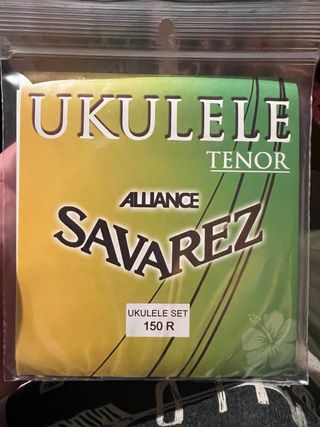 UKULELE
TENOR
ALLIANCE
SAVAREZ
UKULELE SET
150 R